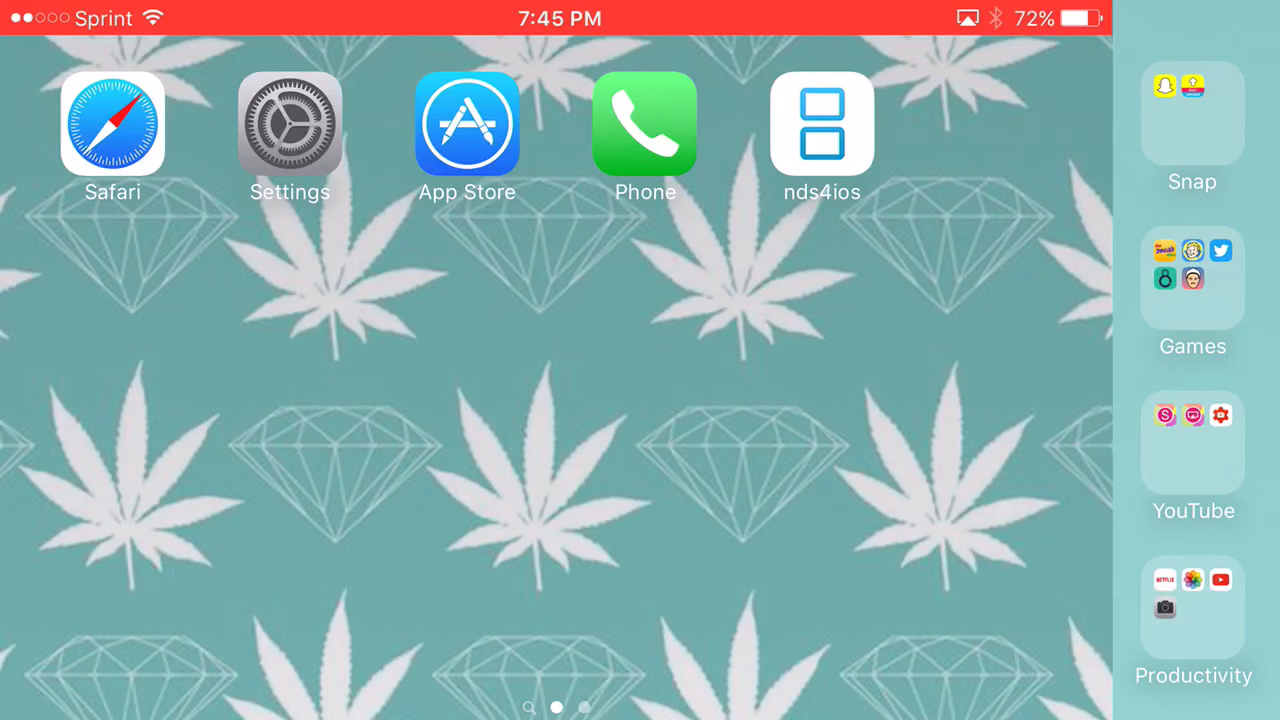 Sprint 7:45 PM 72%
Safari Settings App Store Phone nds4ios
Snap
Games
YouTube
NETFLIX
Productivity